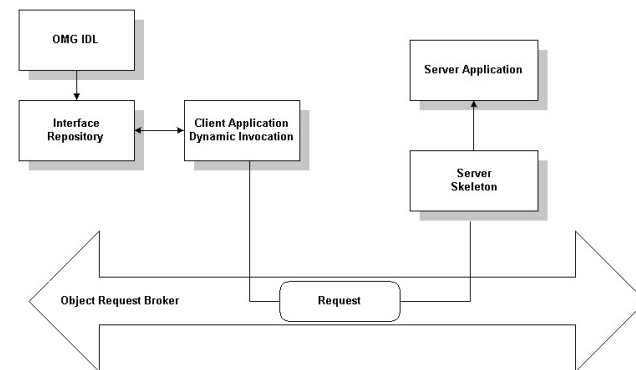 OMG IDL
Server Application
Interface
Repository
Client Application
Dynamic Invocation
Server
Skeleton
Object Request Broker
Request